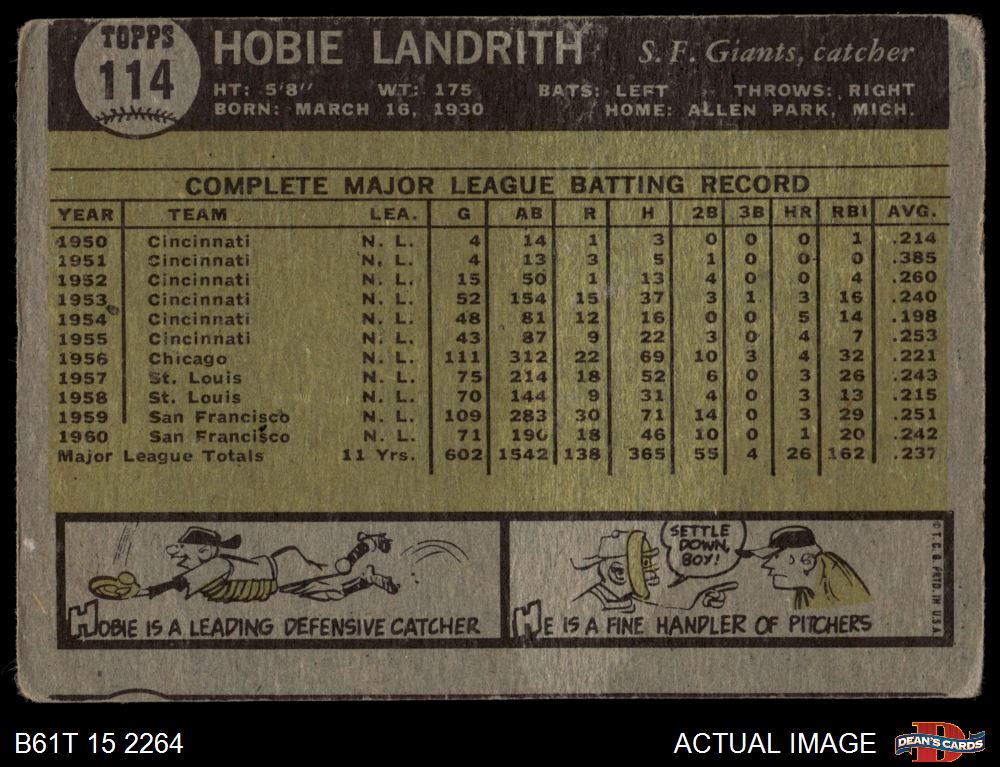 TOPPS
114
HOBIE LANDRITH S. F. Giants, catcher
HT: 5'8" WT: 175 BATS: LEFT THROWS: RIGHT
BORN: MARCH 16, 1930 HOME: ALLEN PARK, MICH.
COMPLETE MAJOR LEAGUE BATTING RECORD
YEAR TEAM LEA. G AB R H 2B 3B HR RBI AVG.
1950 Cincinnati N. L. 4 14 1 3 0 0 0 1 .214
1951 Cincinnati N. L. 4 13 3 5 1 0 0 0 .385
1952 Cincinnati N. L. 15 50 1 13 4 0 0 4 .260
1953 Cincinnati N. L. 52 154 15 37 3 1 3 16 .240
1954 Cincinnati N. L. 48 81 12 16 0 0 5 14 .198
1955 Cincinnati N. L. 43 87 9 22 3 0 4 7 .253
1956 Chicago N. L. 111 312 22 69 10 3 4 32 .221
1957 St. Louis N. L. 75 214 18 52 6 0 3 26 .243
1958 St. Louis N. L. 70 144 9 31 4 0 3 13 .215
1959 San Francisco N. L. 109 283 30 71 14 0 3 29 .251
1960 San Francisco N. L. 71 190 18 46 10 0 1 20 .242
Major League Totals 11 Yrs. 602 1542 138 365 55 4 26 162 .237
SETTLE
DOWN,
BOY!
HOBIE IS A LEADING DEFENSIVE CATCHER
HE IS A FINE HANDLER OF PITCHERS
© T. C. G. PRTD. IN U.S.A.
B61T 15 2264
ACTUAL IMAGE
DEAN'S CARDS